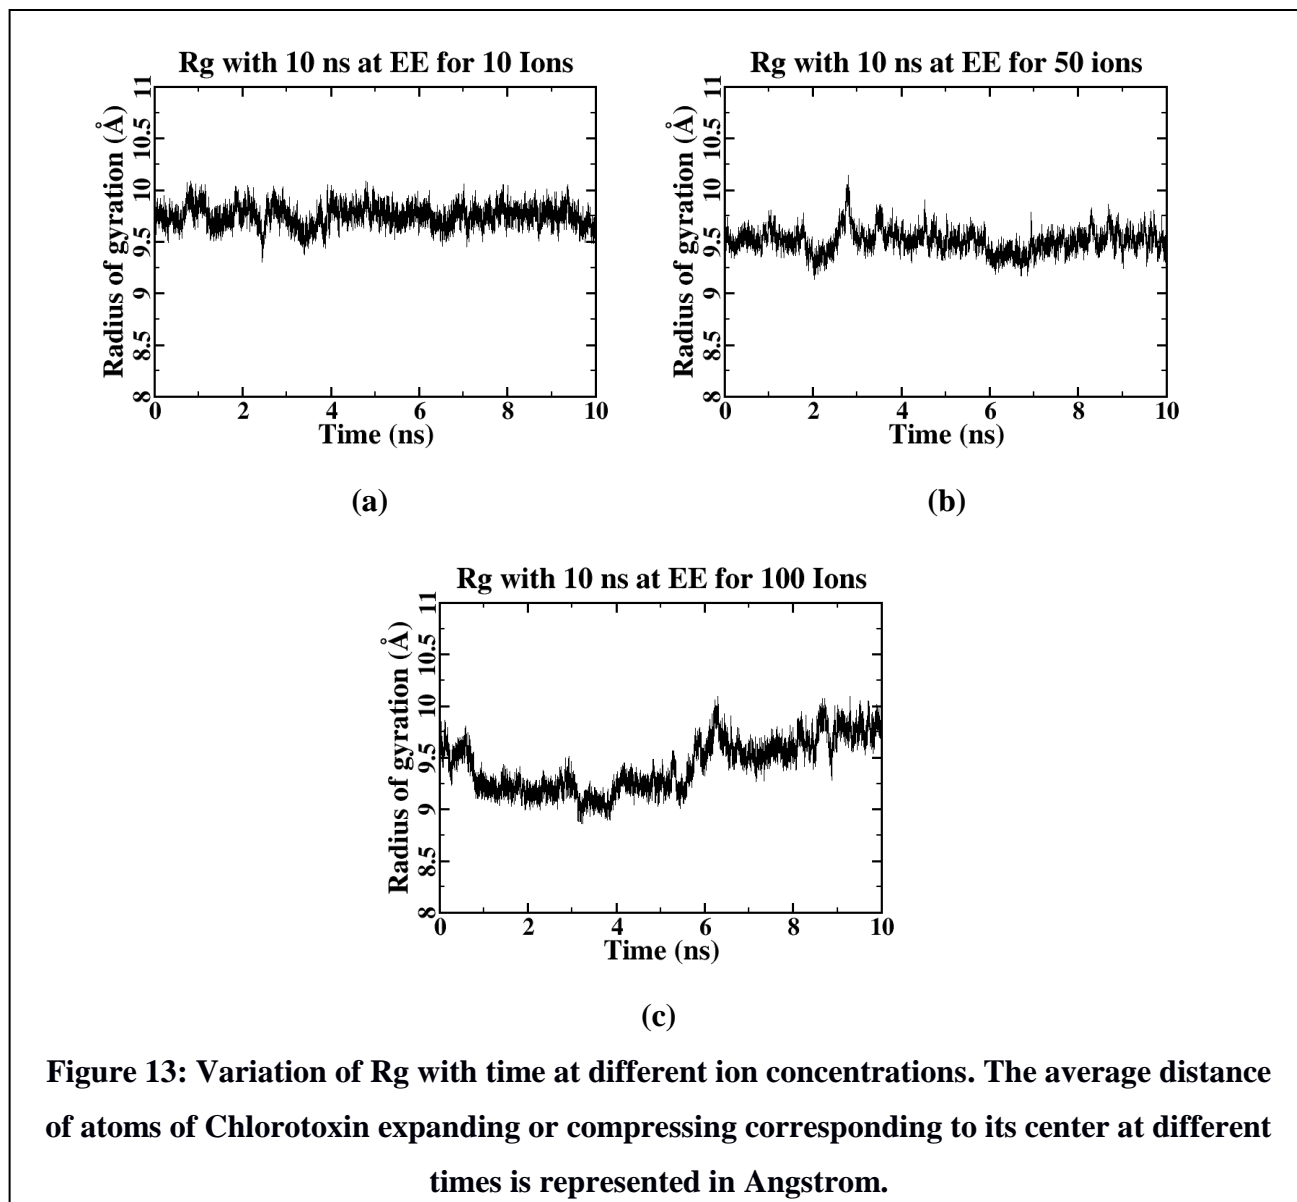 Rg with 10 ns at EE for 10 Ions
Radius of gyration (Å)
11
10.5
10
9.5
9
8.5
8
0 2 4 6 8 10
Time (ns)
(a)
Rg with 10 ns at EE for 50 ions
Radius of gyration (Å)
11
10.5
10
9.5
9
8.5
8
0 2 4 6 8 10
Time (ns)
(b)
Rg with 10 ns at EE for 100 Ions
Radius of gyration (Å)
11
10.5
10
9.5
9
8.5
8
0 2 4 6 8 10
Time (ns)
(c)
Figure 13: Variation of Rg with time at different ion concentrations. The average distance
of atoms of Chlorotoxin expanding or compressing corresponding to its center at different
times is represented in Angstrom.